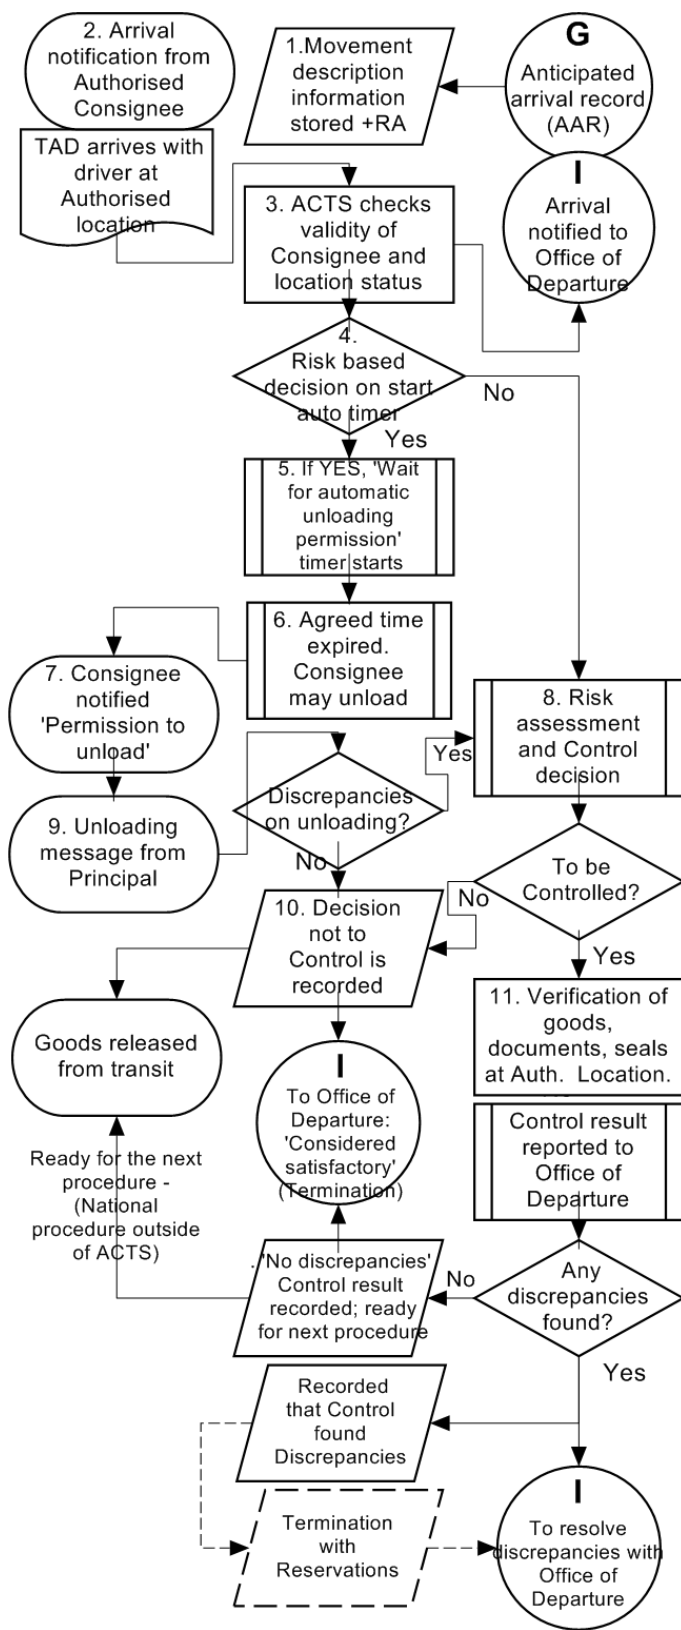 2. Arrival
notification from
Authorised
Consignee
TAD arrives with
driver at
Authorised
location
1.Movement
description
information
stored +RA
G
Anticipated
arrival record
(AAR)
I
Arrival
notified to
Office of
Departure
3. ACTS checks
validity of
Consignee and
location status
4.
Risk based
decision on start
auto timer
No
Yes
5. If YES, 'Wait
for automatic
unloading
permission'
timer starts
6. Agreed time
expired.
Consignee
may unload
7. Consignee
notified
'Permission to
unload'
8. Risk
assessment
and Control
decision
Yes
Discrepancies
on unloading?
No
9. Unloading
message from
Principal
To be
Controlled?
No
Yes
10. Decision
not to
Control is
recorded
11. Verification of
goods,
documents, seals
at Auth. Location.
Goods released
from transit
I
To Office of
Departure:
'Considered
satisfactory'
(Termination)
Control result
reported to
Office of
Departure
Ready for the next
procedure -
(National
procedure outside
of ACTS)
. 'No discrepancies'
Control result
recorded; ready
for next procedure
No
Any
discrepancies
found?
Yes
Recorded
that Control
found
Discrepancies
Termination
with
Reservations
I
To resolve
discrepancies with
Office of
Departure